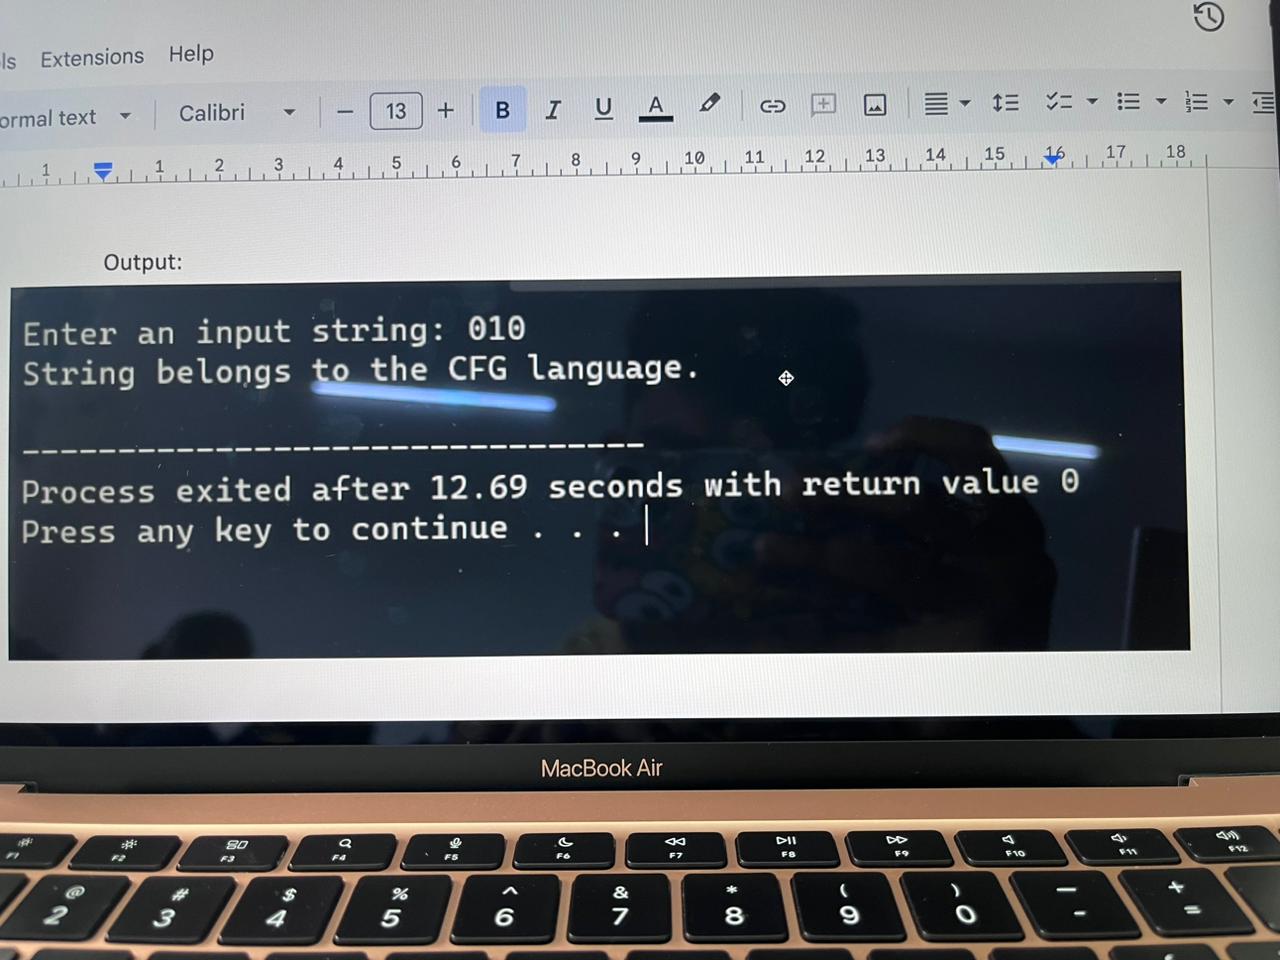 ls Extensions Help
ormal text Calibri − 13 + B I U A
1 1 2 3 4 5 6 7 8 9 10 11 12 13 14 15 16 17 18
Output:
Enter an input string: 010
String belongs to the CFG language.
--------------------------------
Process exited after 12.69 seconds with return value 0
Press any key to continue . . .
MacBook Air
F1 F2 F3 F4 F5 F6 F7 F8 F9 F10 F11 F12
@ # $ % ^ & * ( ) — +
2 3 4 5 6 7 8 9 0 - =